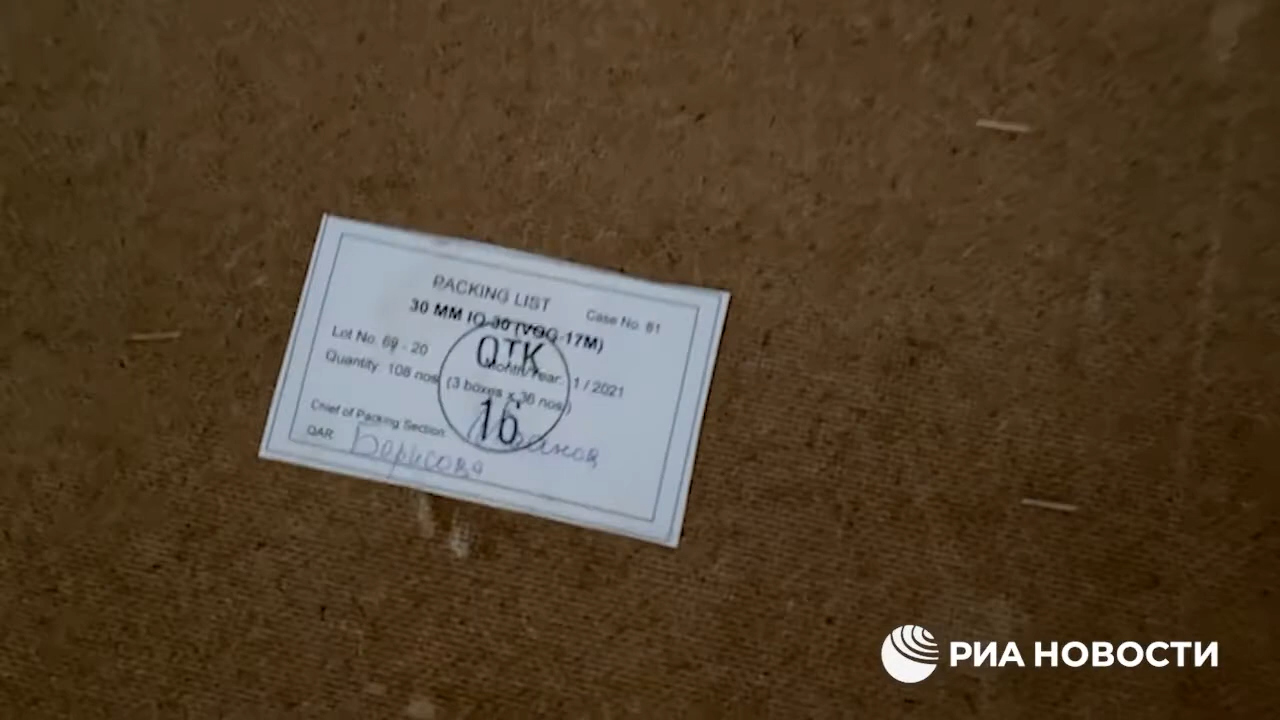 PACKING LIST
Case No. 81
30 MM IO-30 (VOG-17M)
Lot No. 69 - 20
Month/Year: 1 / 2021
Quantity: 108 nos (3 boxes x 36 nos.)
Chief of Packing Section
QAR Борисова
ОТК
16
РИА НОВОСТИ